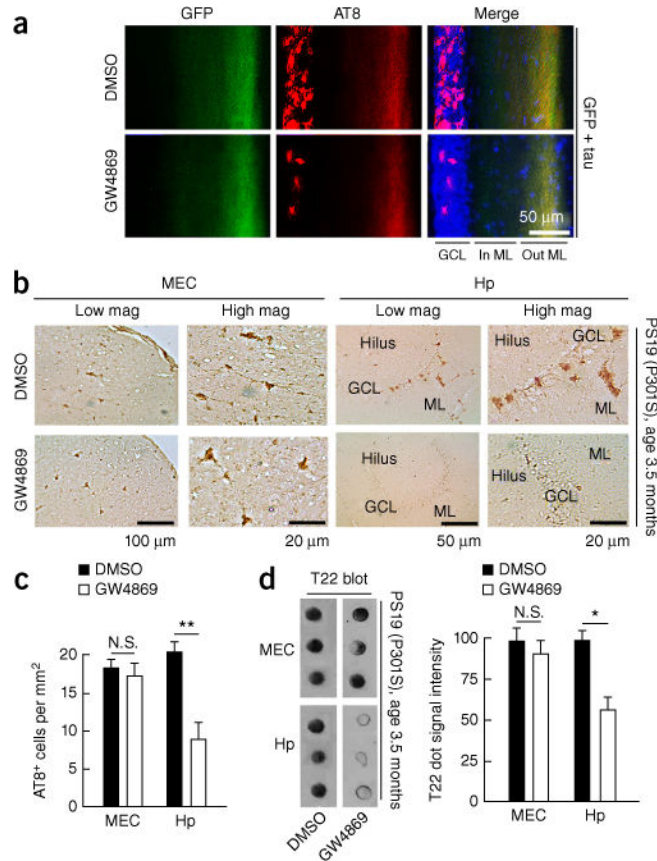 a
GFP AT8 Merge
DMSO
GW4869
GFP + tau
50 μm
GCL In ML Out ML
b
MEC Hp
Low mag High mag Low mag High mag
DMSO
Hilus
GCL
ML
Hilus
GCL
ML
GW4869
Hilus
GCL
ML
Hilus
ML
GCL
100 μm 20 μm 50 μm 20 μm
PS19 (P301S), age 3.5 months
c
DMSO
GW4869
N.S.
**
AT8+ cells per mm2
20
15
10
5
0
MEC Hp
d
T22 blot
MEC
Hp
DMSO
GW4869
PS19 (P301S), age 3.5 months
DMSO
GW4869
N.S.
*
T22 dot signal intensity
100
75
50
25
0
MEC Hp